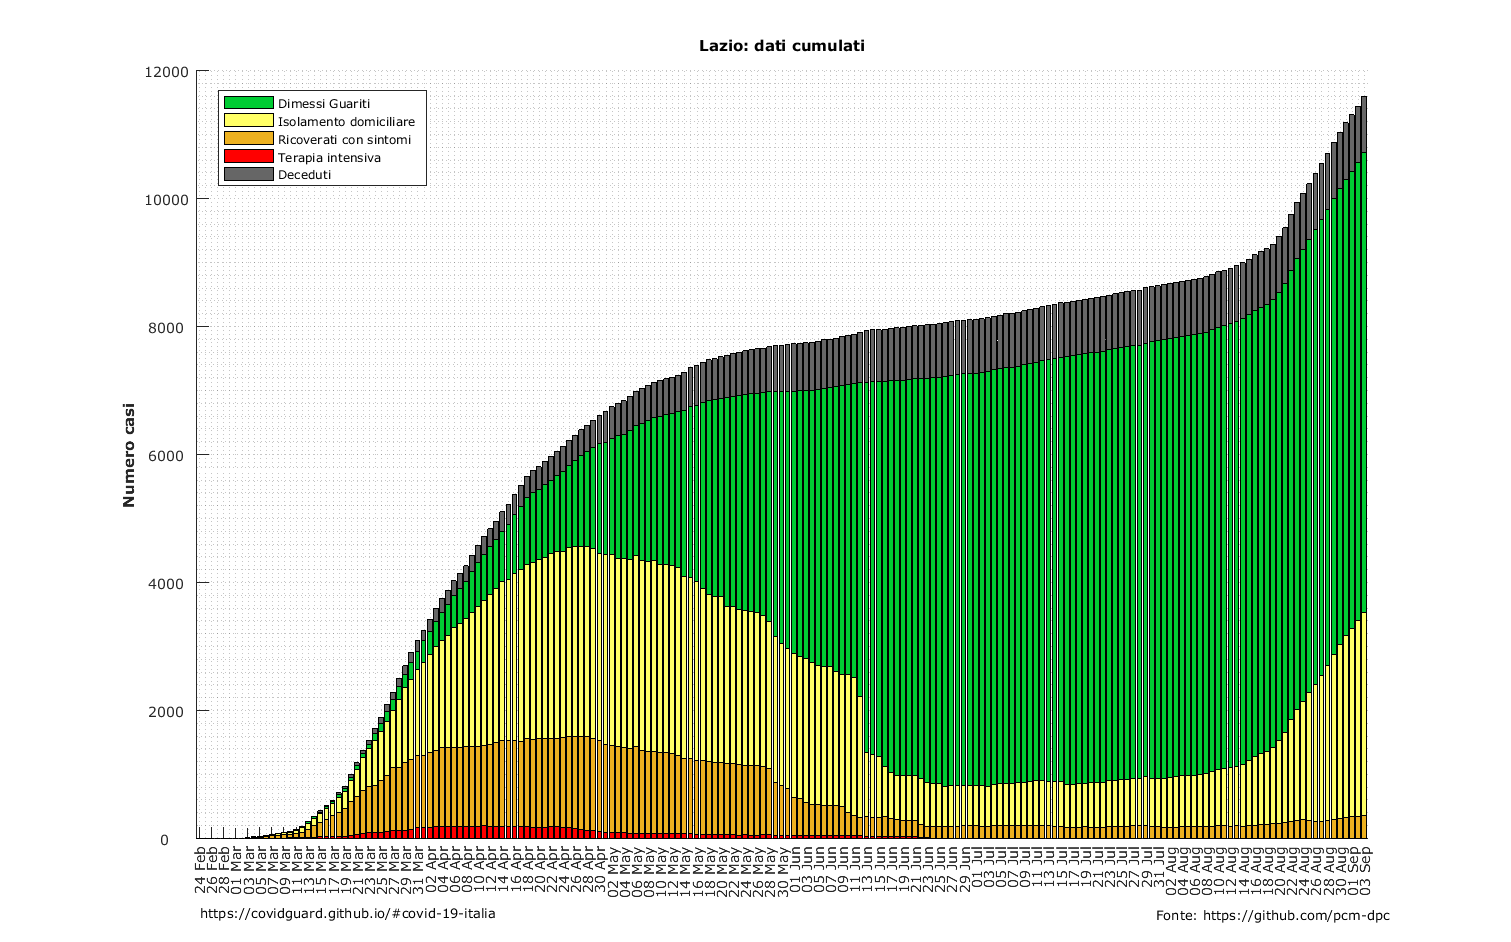 Lazio: dati cumulati
12000
10000
8000
6000
4000
2000
0
Numero casi
Dimessi Guariti
Isolamento domiciliare
Ricoverati con sintomi
Terapia intensiva
Deceduti
24 Feb
26 Feb
28 Feb
01 Mar
03 Mar
05 Mar
07 Mar
09 Mar
11 Mar
13 Mar
15 Mar
17 Mar
19 Mar
21 Mar
23 Mar
25 Mar
27 Mar
29 Mar
31 Mar
02 Apr
04 Apr
06 Apr
08 Apr
10 Apr
12 Apr
14 Apr
16 Apr
18 Apr
20 Apr
22 Apr
24 Apr
26 Apr
28 Apr
30 Apr
02 May
04 May
06 May
08 May
10 May
12 May
14 May
16 May
18 May
20 May
22 May
24 May
26 May
28 May
30 May
01 Jun
03 Jun
05 Jun
07 Jun
09 Jun
11 Jun
13 Jun
15 Jun
17 Jun
19 Jun
21 Jun
23 Jun
25 Jun
27 Jun
29 Jun
01 Jul
03 Jul
05 Jul
07 Jul
09 Jul
11 Jul
13 Jul
15 Jul
17 Jul
19 Jul
21 Jul
23 Jul
25 Jul
27 Jul
29 Jul
31 Jul
02 Aug
04 Aug
06 Aug
08 Aug
10 Aug
12 Aug
14 Aug
16 Aug
18 Aug
20 Aug
22 Aug
24 Aug
26 Aug
28 Aug
30 Aug
01 Sep
03 Sep
https://covidguard.github.io/#covid-19-italia
Fonte: https://github.com/pcm-dpc